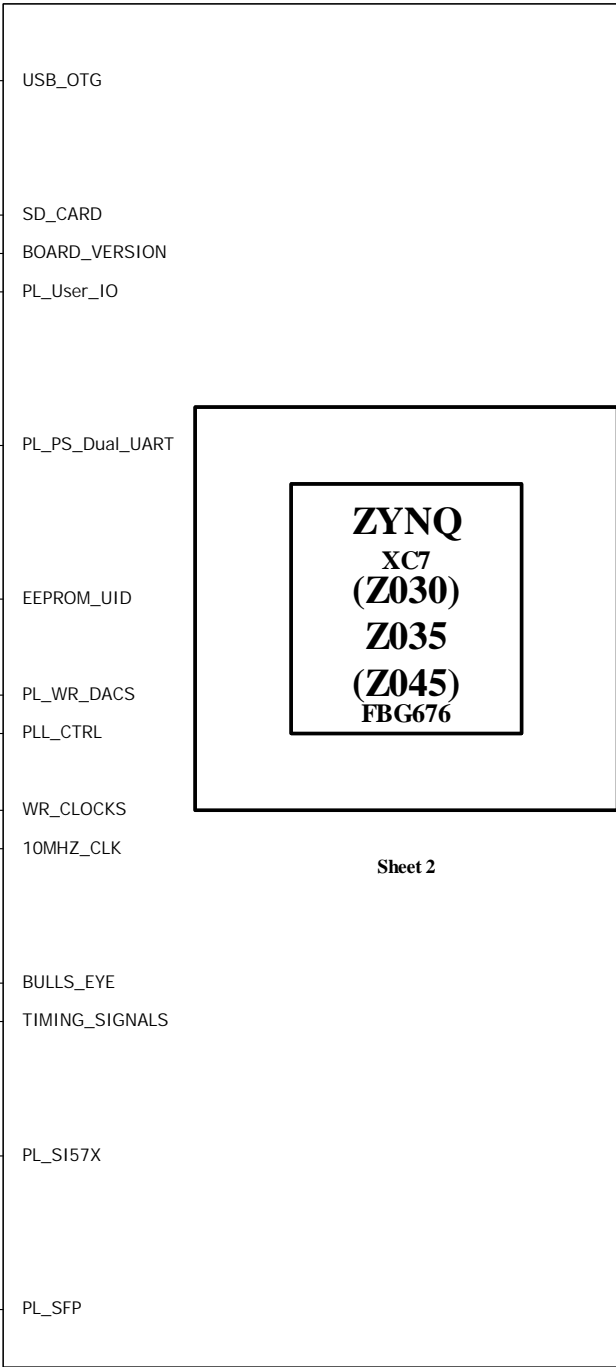 USB_OTG
SD_CARD
BOARD_VERSION
PL_User_IO
PL_PS_Dual_UART
EEPROM_UID
PL_WR_DACS
PLL_CTRL
WR_CLOCKS
10MHZ_CLK
BULLS_EYE
TIMING_SIGNALS
PL_SI57X
PL_SFP
ZYNQ
XC7
(Z030)
Z035
(Z045)
FBG676
Sheet 2